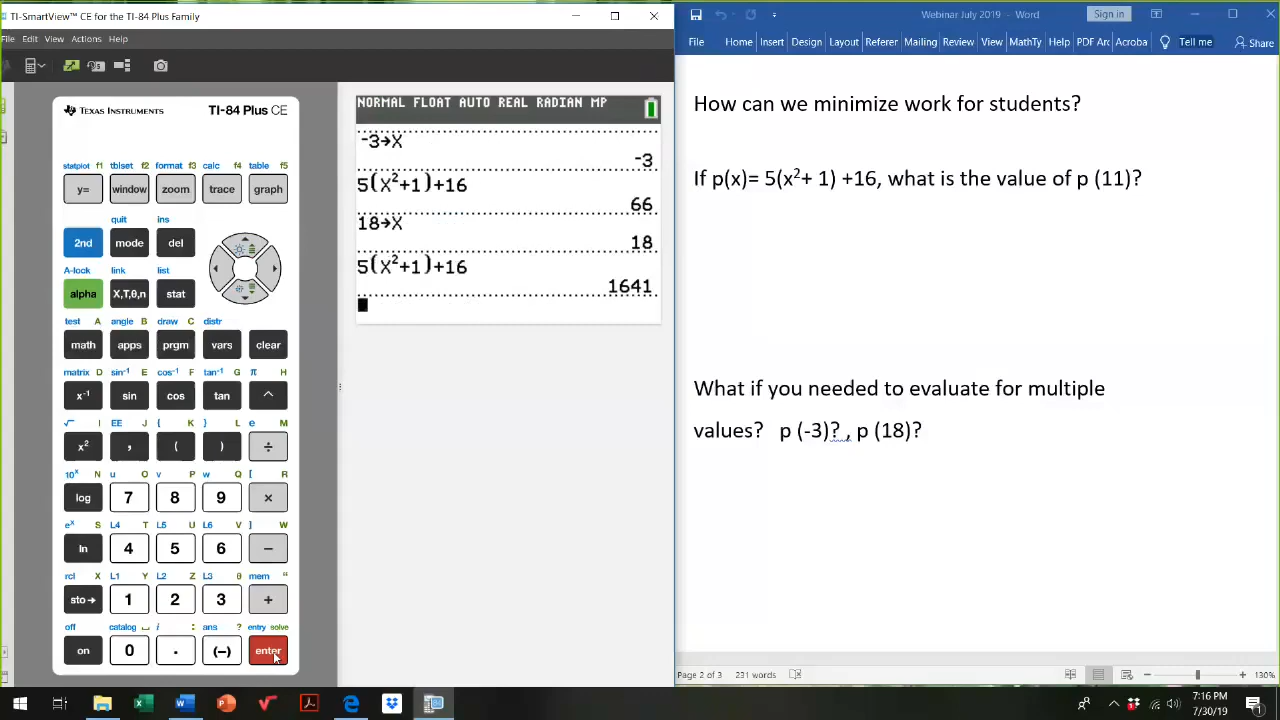 TI-SmartView™ CE for the TI-84 Plus Family
File Edit View Actions Help
TEXAS INSTRUMENTS TI-84 Plus CE
statplot f1 tblset f2 format f3 calc f4 table f5
y= window zoom trace graph
quit ins
2nd mode del
A-lock link list
alpha X,T,θ,n stat
test A angle B draw C distr
math apps prgm vars clear
matrix D sin⁻¹ E cos⁻¹ F tan⁻¹ G π H
x⁻¹ sin cos tan ^
√ I EE J { K } L e M
x² , ( ) ÷
10ˣ N u O v P w Q [ R
log 7 8 9 ×
eˣ S L4 T L5 U L6 V ] W
ln 4 5 6 −
rcl X L1 Y L2 Z L3 θ mem “
sto→ 1 2 3 +
off catalog i : ans ? entry solve
on 0 . (−) enter
NORMAL FLOAT AUTO REAL RADIAN MP
-3→X
-3
5(X²+1)+16
66
18→X
18
5(X²+1)+16
1641
Webinar July 2019 - Word Sign in
File Home Insert Design Layout Referer Mailing Review View MathTy PDF Arc Acroba Tell me Share
How can we minimize work for students?
If p(x)= 5(x²+ 1) +16, what is the value of p (11)?
What if you needed to evaluate for multiple
values? p (-3)? , p (18)?
Page 2 of 3 231 words 130%
7:16 PM
7/30/19